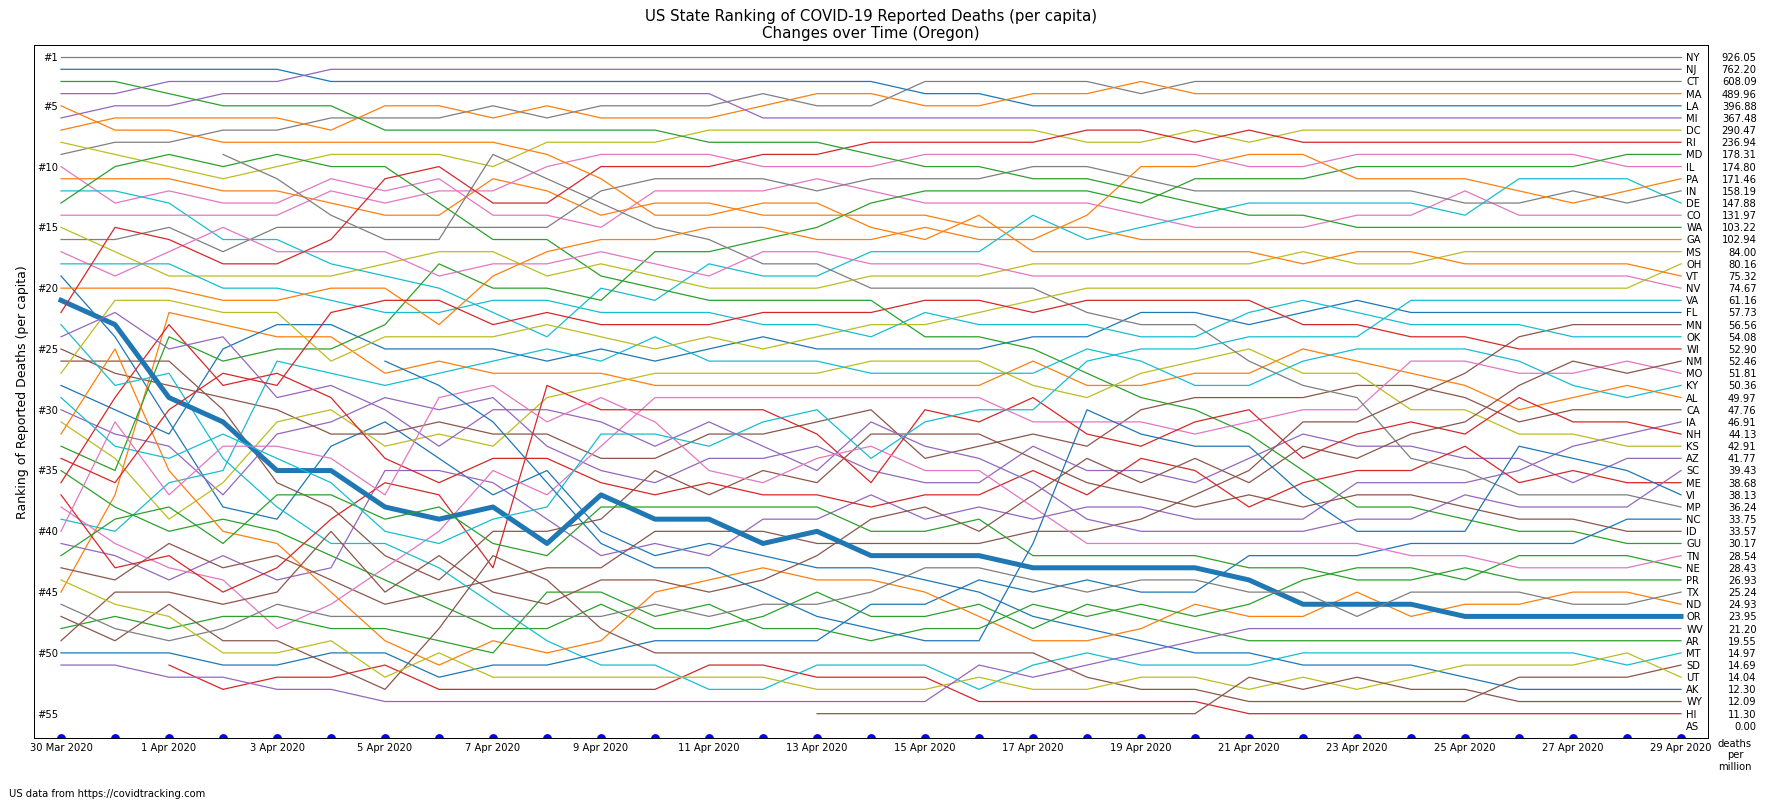 US State Ranking of COVID-19 Reported Deaths (per capita)
Changes over Time (Oregon)
Ranking of Reported Deaths (per capita)
#1
#5
#10
#15
#20
#25
#30
#35
#40
#45
#50
#55
NY 926.05
NJ 762.20
CT 608.09
MA 489.96
LA 396.88
MI 367.48
DC 290.47
RI 236.94
MD 178.31
IL 174.80
PA 171.46
IN 158.19
DE 147.88
CO 131.97
WA 103.22
GA 102.94
MS 84.00
OH 80.16
VT 75.32
NV 74.67
VA 61.16
FL 57.73
MN 56.56
OK 54.08
WI 52.90
NM 52.46
MO 51.81
KY 50.36
AL 49.97
CA 47.76
IA 46.91
NH 44.13
KS 42.91
AZ 41.77
SC 39.43
ME 38.68
VI 38.13
MP 36.24
NC 33.75
ID 33.57
GU 30.17
TN 28.54
NE 28.43
PR 26.93
TX 25.24
ND 24.93
OR 23.95
WV 21.20
AR 19.55
MT 14.97
SD 14.69
UT 14.04
AK 12.30
WY 12.09
HI 11.30
AS 0.00
30 Mar 2020 1 Apr 2020 3 Apr 2020 5 Apr 2020 7 Apr 2020 9 Apr 2020 11 Apr 2020 13 Apr 2020 15 Apr 2020 17 Apr 2020 19 Apr 2020 21 Apr 2020 23 Apr 2020 25 Apr 2020 27 Apr 2020 29 Apr 2020
deaths
per
million
US data from https://covidtracking.com